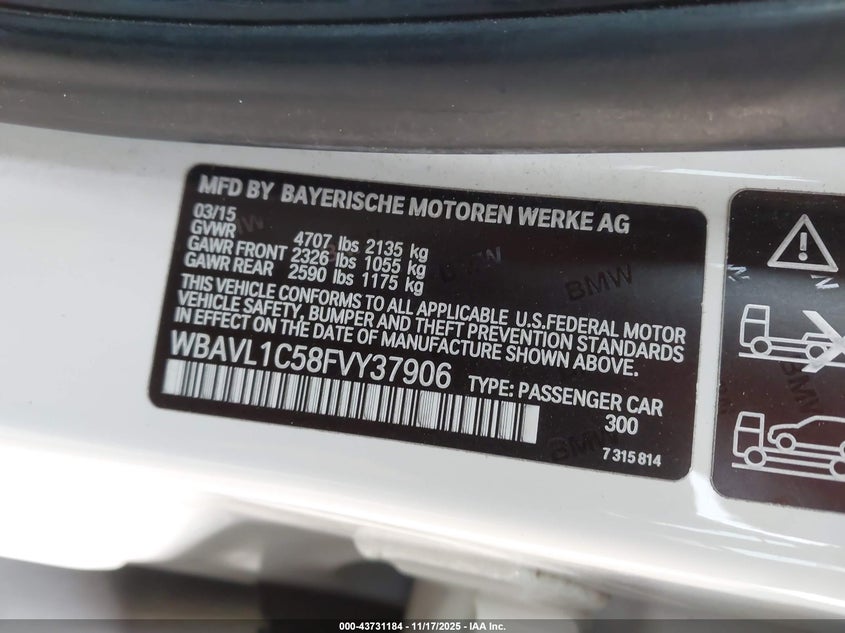 MFD BY BAYERISCHE MOTOREN WERKE AG
03/15
GVWR 4707 lbs 2135 kg
GAWR FRONT 2326 lbs 1055 kg
GAWR REAR 2590 lbs 1175 kg
THIS VEHICLE CONFORMS TO ALL APPLICABLE U.S.FEDERAL MOTOR
VEHICLE SAFETY, BUMPER AND THEFT PREVENTION STANDARDS
IN EFFECT ON THE DATE OF MANUFACTURE SHOWN ABOVE.
WBAVL1C58FVY37906 TYPE: PASSENGER CAR
300
7 315 814
BMW
BMW
BMW
000-43731184 - 11/17/2025 - IAA Inc.